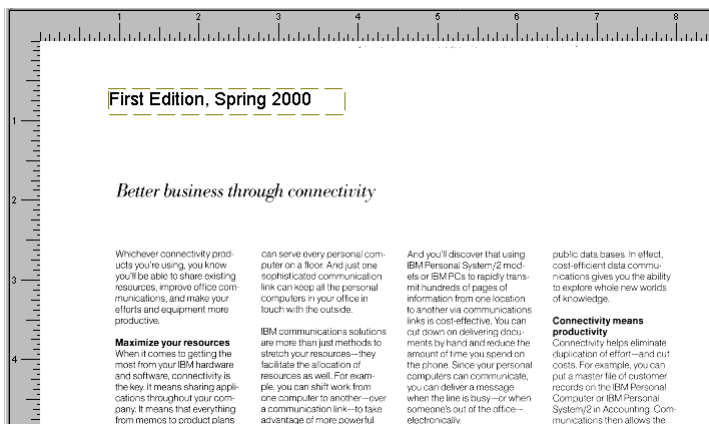 1 2 3 4 5 6 7 8
First Edition, Spring 2000
1
Better business through connectivity
2
Whichever connectivity prod-
ucts you're using, you know
you'll be able to share existing
resources, improve office com-
munications, and make your
efforts and equipment more
productive.
Maximize your resources
When it comes to getting the
most from your IBM hardware
and software, connectivity is
the key. It means sharing appli-
cations throughout your com-
pany. It means that everything
from memos to product plans
can serve every personal com-
puter on a floor. And just one
sophisticated communication
link can keep all the personal
computers in your office in
touch with the outside.
IBM communications solutions
are more than just methods to
stretch your resources—they
facilitate the allocation of
resources as well. For exam-
ple, you can shift work from
one computer to another—over
a communication link—to take
advantage of more powerful
And you'll discover that using
IBM Personal System/2 mod-
els or IBM PCs to rapidly trans-
mit hundreds of pages of
information from one location
to another via communications
links is cost-effective. You can
cut down on delivering docu-
ments by hand and reduce the
amount of time you spend on
the phone. Since your personal
computers can communicate,
you can deliver a message
when the line is busy—or when
someone's out of the office—
electronically.
public data bases. In effect,
cost-efficient data commu-
nications gives you the ability
to explore whole new worlds
of knowledge.
Connectivity means
productivity
Connectivity helps eliminate
duplication of effort—and cut
costs. For example, you can
put a master file of customer
records on the IBM Personal
Computer or IBM Personal
System/2 in Accounting. Com-
munications then allows the
3
4